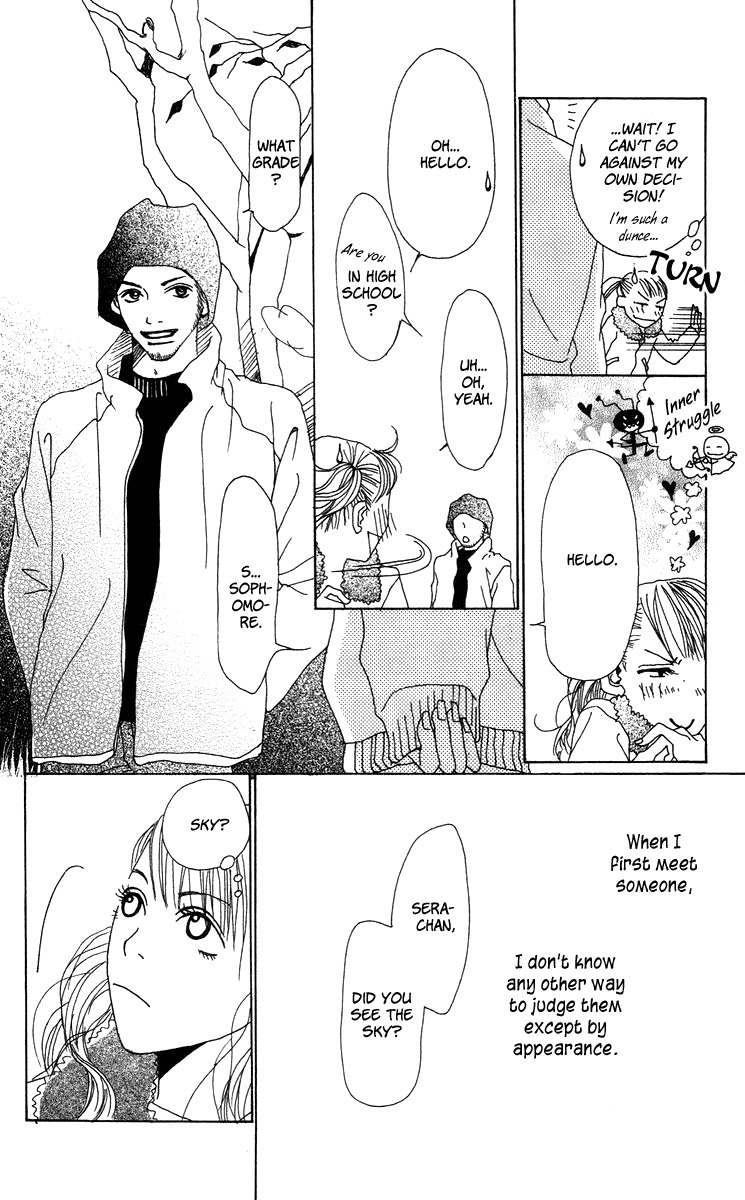 ...WAIT! I
CAN'T GO
AGAINST MY
OWN DECI-
SION!
I'm such a
dunce...
TURN
Inner
Struggle
HELLO.
OH...
HELLO.
Are you
IN HIGH
SCHOOL
?
UH...
OH,
YEAH.
WHAT
GRADE
?
S...
SOPH-
OMO-
RE.
When I
first meet
someone,
I don't know
any other way
to judge them
except by
appearance.
SERA-
CHAN,
DID YOU
SEE THE
SKY?
SKY?